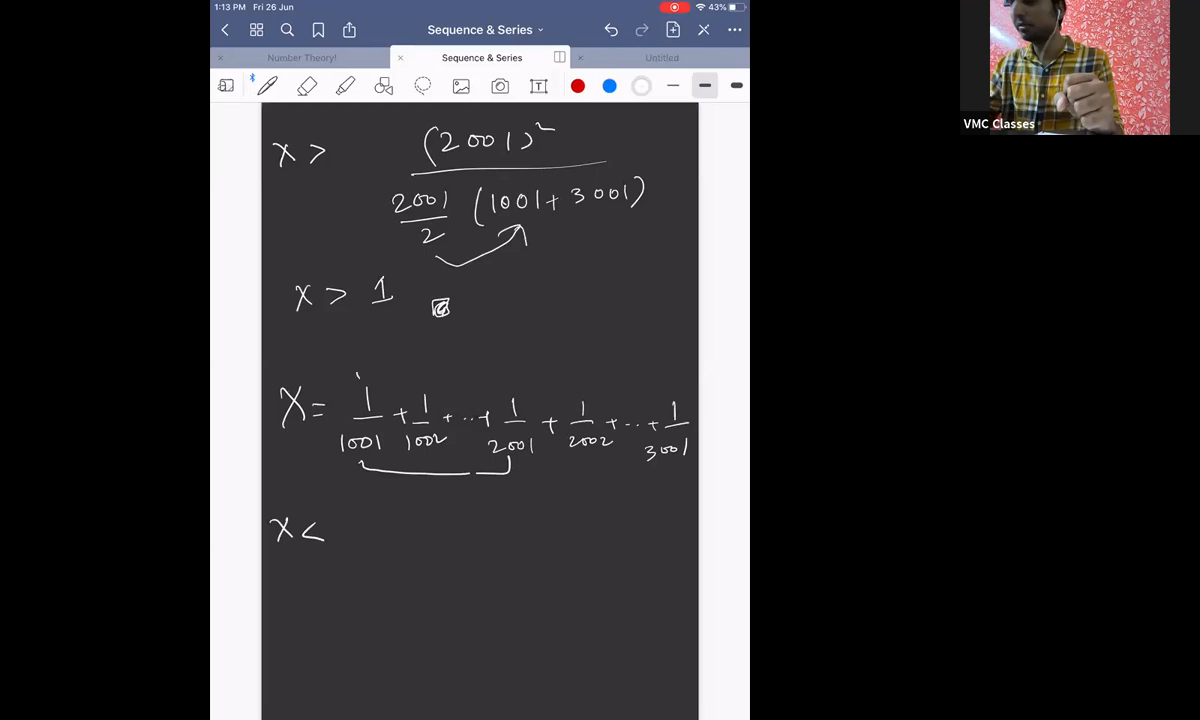 1:13 PM Fri 26 Jun 43%
Sequence & Series
Number Theory! Sequence & Series Untitled
VMC Classes
x > (2001)² / 2001/2 (1001 + 3001)
x > 1
x = 1/1001 + 1/1002 + ... + 1/2001 + 1/2002 + ... + 1/3001
x <